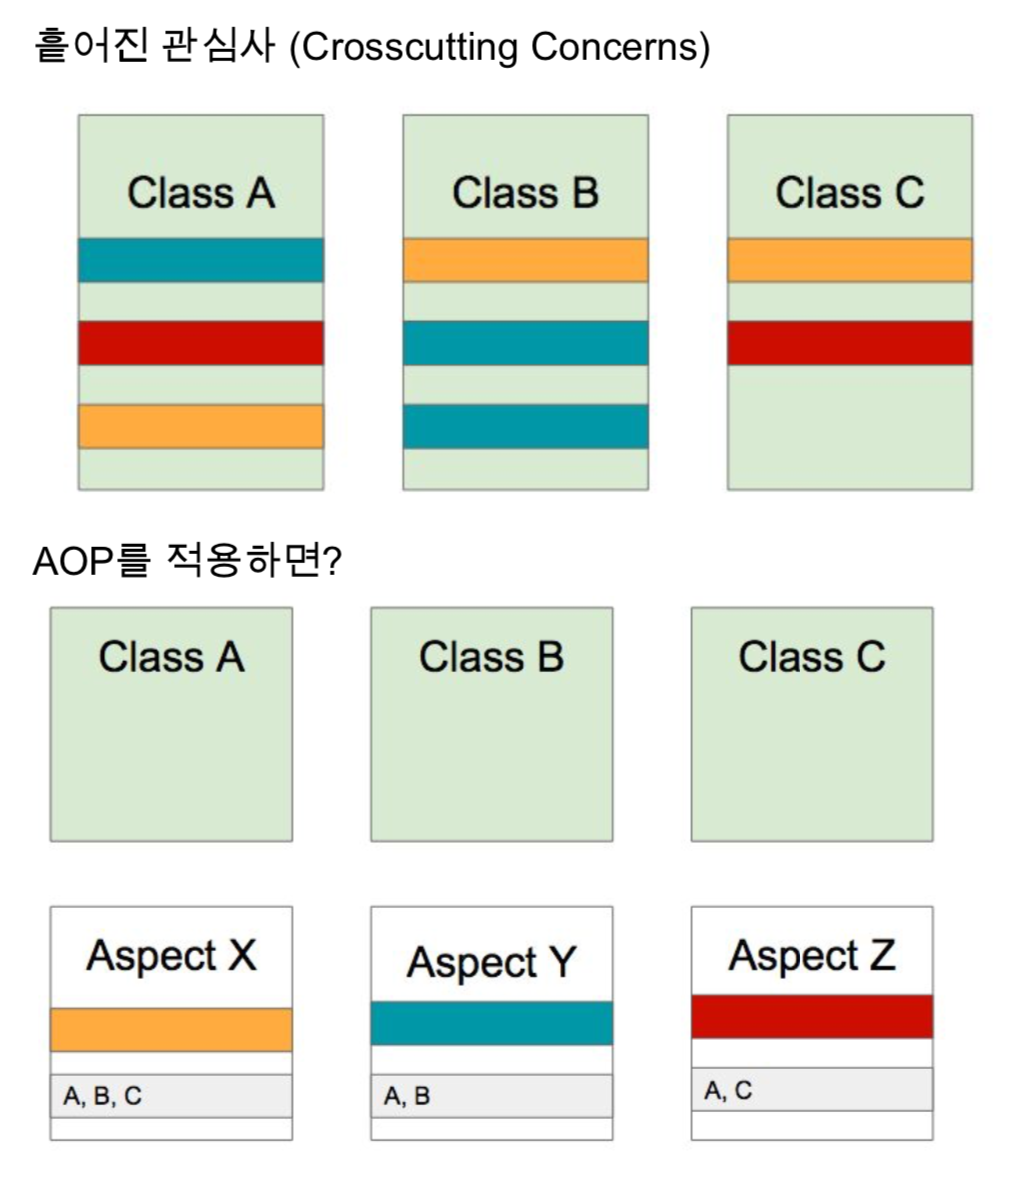 흩어진 관심사 (Crosscutting Concerns)
Class A
Class B
Class C
AOP를 적용하면?
Class A
Class B
Class C
Aspect X
Aspect Y
Aspect Z
A, B, C
A, B
A, C